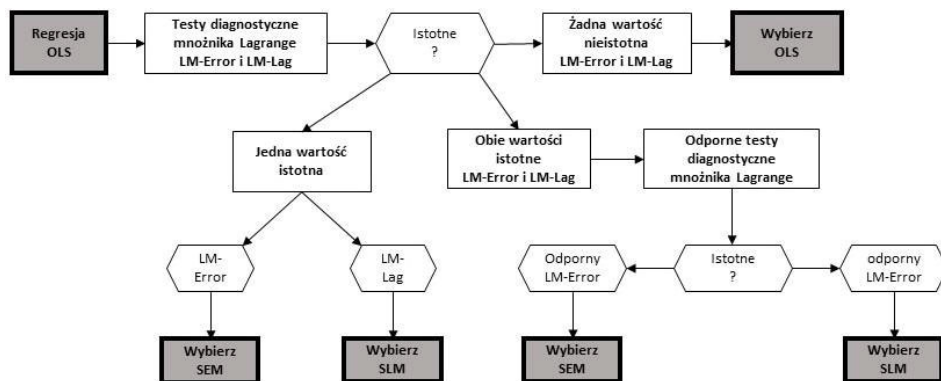 Regresja
OLS
Testy diagnostyczne
mnożnika Lagrange
LM-Error i LM-Lag
Istotne
?
Żadna wartość
nieistotna
LM-Error i LM-Lag
Wybierz
OLS
Jedna wartość
istotna
Obie wartości
istotne
LM-Error i LM-Lag
Odporne testy
diagnostyczne
mnożnika Lagrange
LM-
Error
LM-
Lag
Odporny
LM-Error
Istotne
?
odporny
LM-Error
Wybierz
SEM
Wybierz
SLM
Wybierz
SEM
Wybierz
SLM